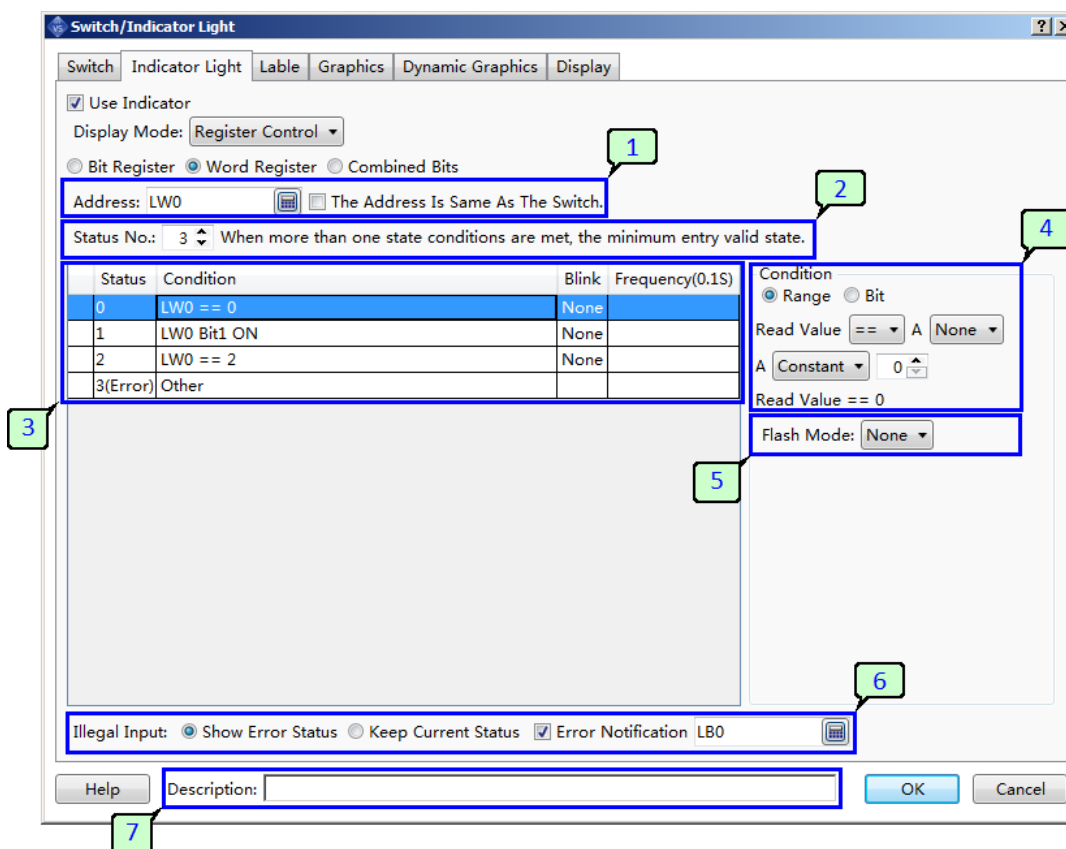 Switch/Indicator Light ? X
Switch Indicator Light Lable Graphics Dynamic Graphics Display
Use Indicator
Display Mode: Register Control
1
Bit Register Word Register Combined Bits
2
Address: LW0 The Address Is Same As The Switch.
4
Status No.: 3 When more than one state conditions are met, the minimum entry valid state.
Status Condition Blink Frequency(0.1S)
0 LW0 == 0 None
1 LW0 Bit1 ON None
2 LW0 == 2 None
3(Error) Other
Condition
Range Bit
Read Value == A None
A Constant 0
Read Value == 0
3
Flash Mode: None
5
6
Illegal Input: Show Error Status Keep Current Status Error Notification LB0
Help Description: OK Cancel
7